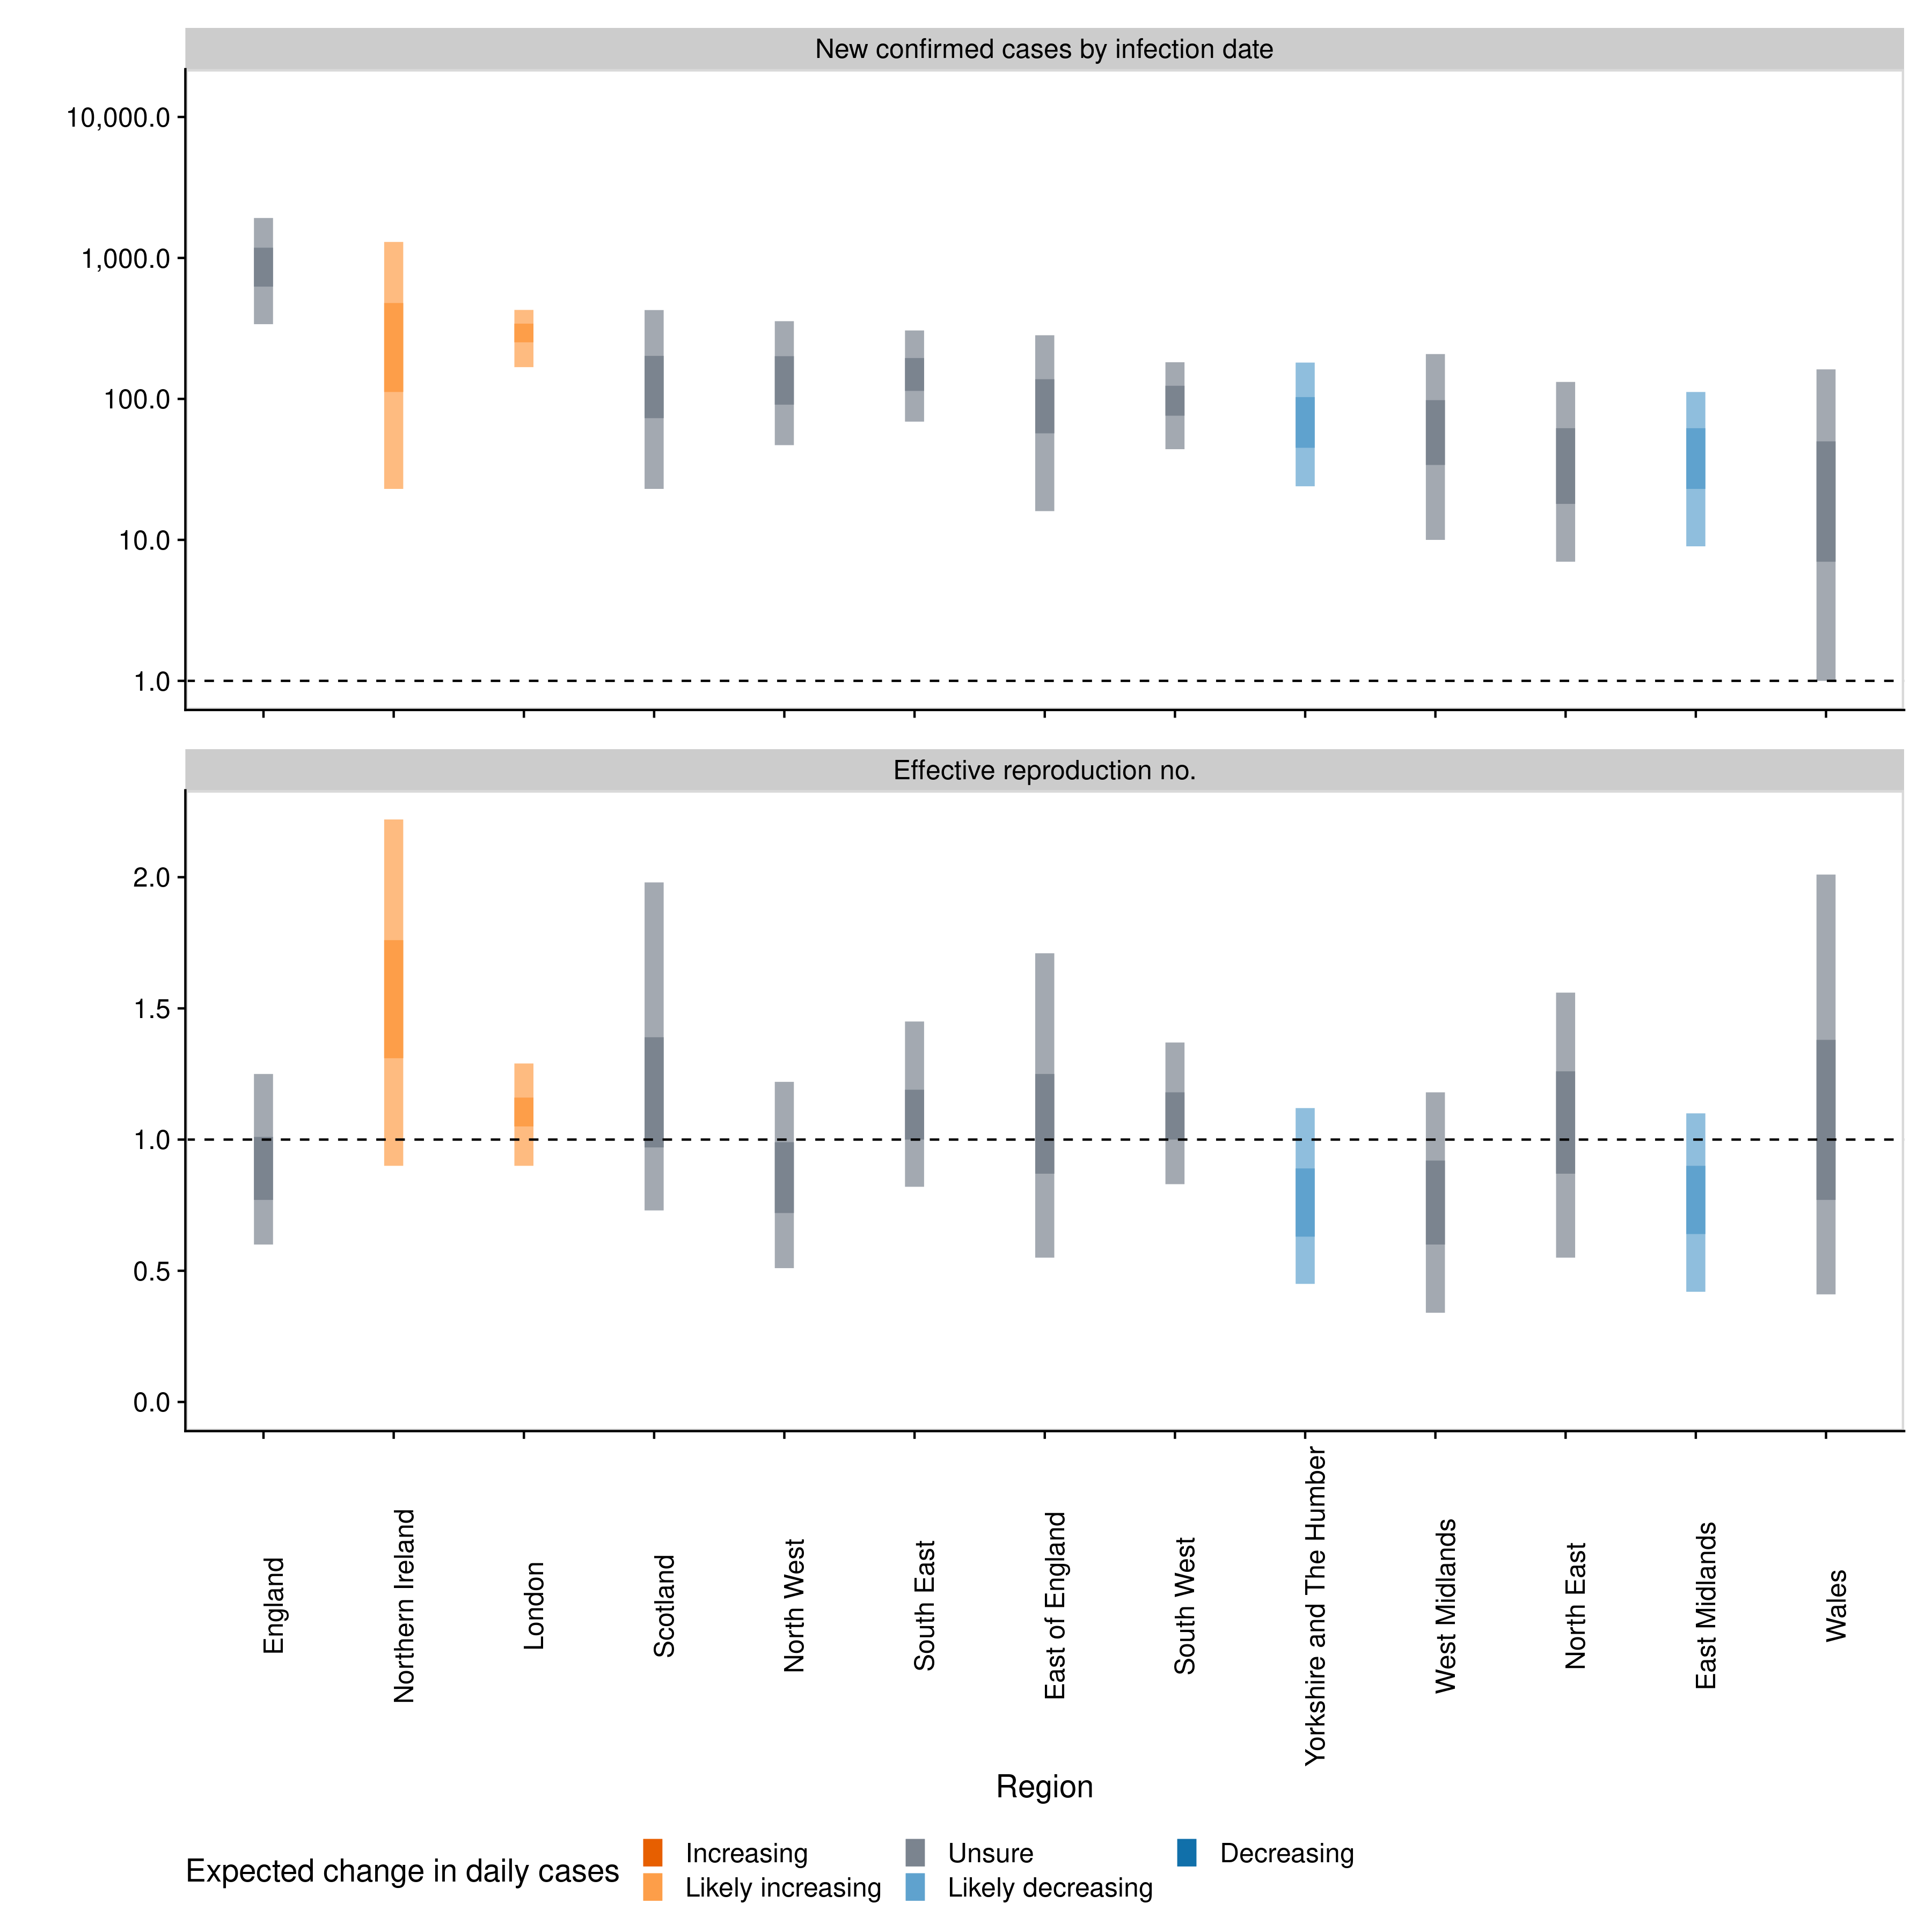 New confirmed cases by infection date
10,000.0
1,000.0
100.0
10.0
1.0
Effective reproduction no.
2.0
1.5
1.0
0.5
0.0
England
Northern Ireland
London
Scotland
North West
South East
East of England
South West
Yorkshire and The Humber
West Midlands
North East
East Midlands
Wales
Region
Expected change in daily cases
Increasing
Likely increasing
Unsure
Likely decreasing
Decreasing